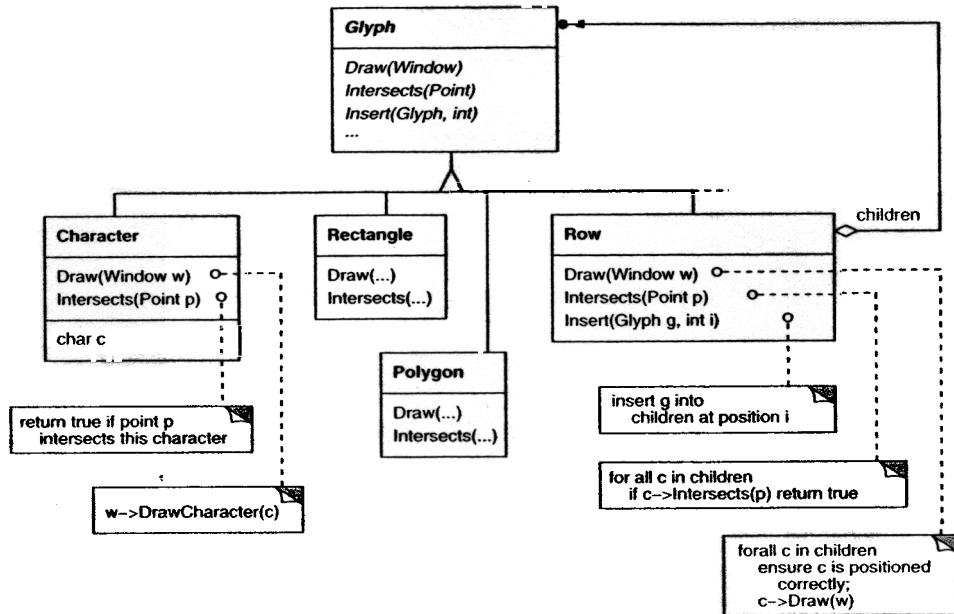 Glyph
Draw(Window)
Intersects(Point)
Insert(Glyph, int)
...
children
Character
Draw(Window w)
Intersects(Point p)
char c
Rectangle
Draw(...)
Intersects(...)
Row
Draw(Window w)
Intersects(Point p)
Insert(Glyph g, int i)
Polygon
Draw(...)
Intersects(...)
return true if point p
intersects this character
w->DrawCharacter(c)
insert g into
children at position i
for all c in children
if c->Intersects(p) return true
forall c in children
ensure c is positioned
correctly;
c->Draw(w)